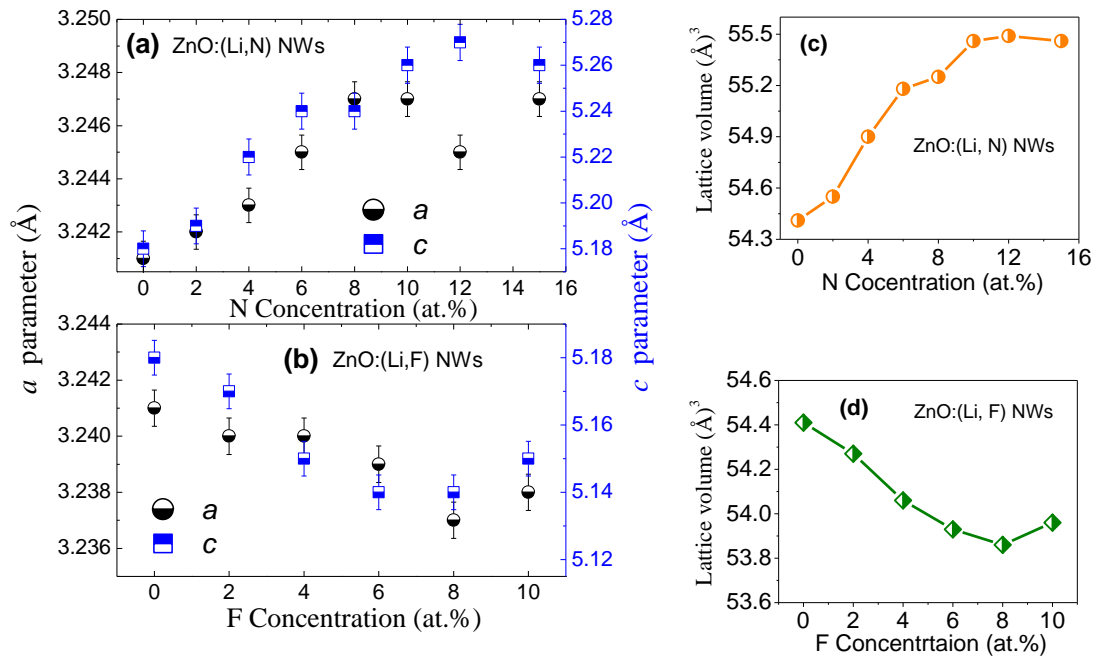 (a) ZnO:(Li,N) NWs
3.250
3.248
3.246
3.244
3.242
5.28
5.26
5.24
5.22
5.20
5.18
a
c
0 2 4 6 8 10 12 14 16
N Cocentration (at.%)
a parameter (Å)
c parameter (Å)
(b) ZnO:(Li,F) NWs
3.244
3.242
3.240
3.238
3.236
5.18
5.16
5.14
5.12
a
c
0 2 4 6 8 10
F Concentration (at.%)
(c)
Lattice volume (Å)³
55.5
55.2
54.9
54.6
54.3
ZnO:(Li, N) NWs
0 2 4 6 8 10 12 14 16
N Cocentration (at.%)
(d) ZnO:(Li, F) NWs
Lattice volume (Å)³
54.6
54.4
54.2
54.0
53.8
53.6
0 2 4 6 8 10
F Concentrtaion (at.%)